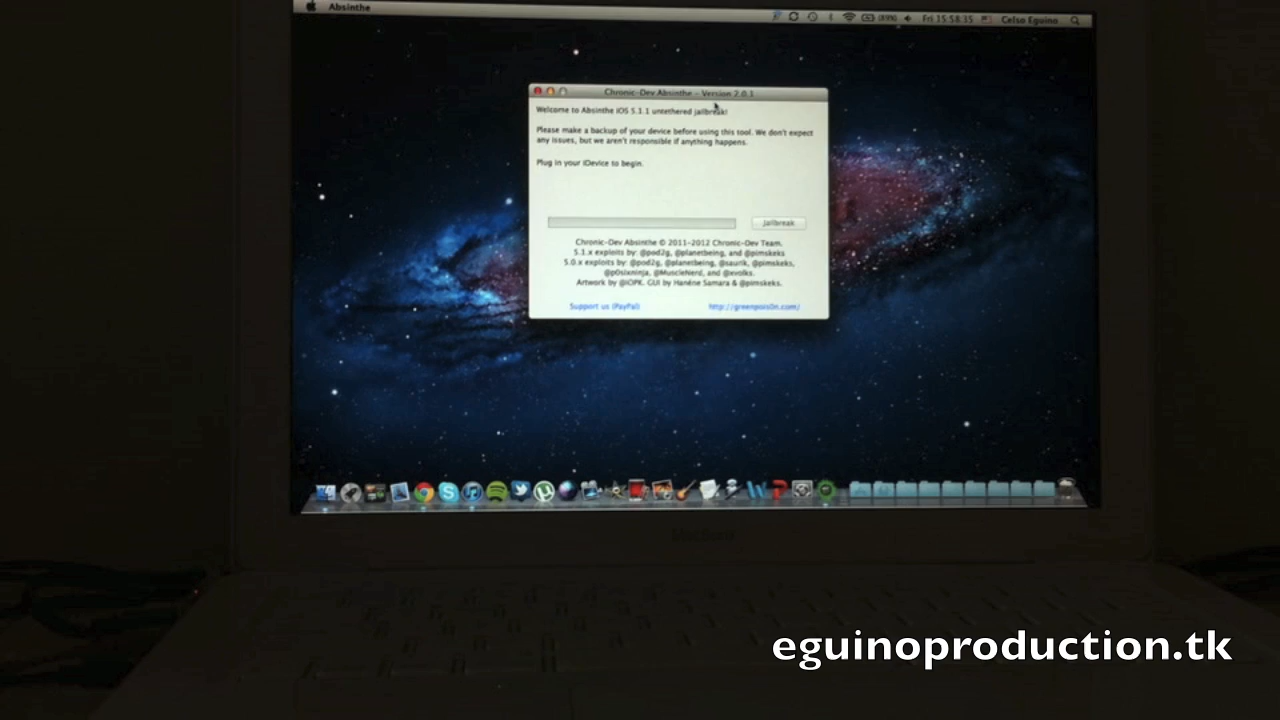 Absinthe
(89%) Fri 15:58:35 Celso Eguino
Chronic-Dev Absinthe - Version 2.0.1
Welcome to Absinthe iOS 5.1.1 untethered jailbreak!
Please make a backup of your device before using this tool. We don't expect
any issues, but we aren't responsible if anything happens.
Plug in your iDevice to begin.
Jailbreak
Chronic-Dev Absinthe © 2011-2012 Chronic-Dev Team.
5.1.x exploits by: @pod2g, @planetbeing, and @pimskeks
5.0.x exploits by: @pod2g, @planetbeing, @saurik, @pimskeks,
@p0sixninja, @MuscleNerd, and @xvolks.
Artwork by @iOPK. GUI by Hanéne Samara & @pimskeks.
Support us (PayPal) http://greenpois0n.com/
MacBook
eguinoproduction.tk